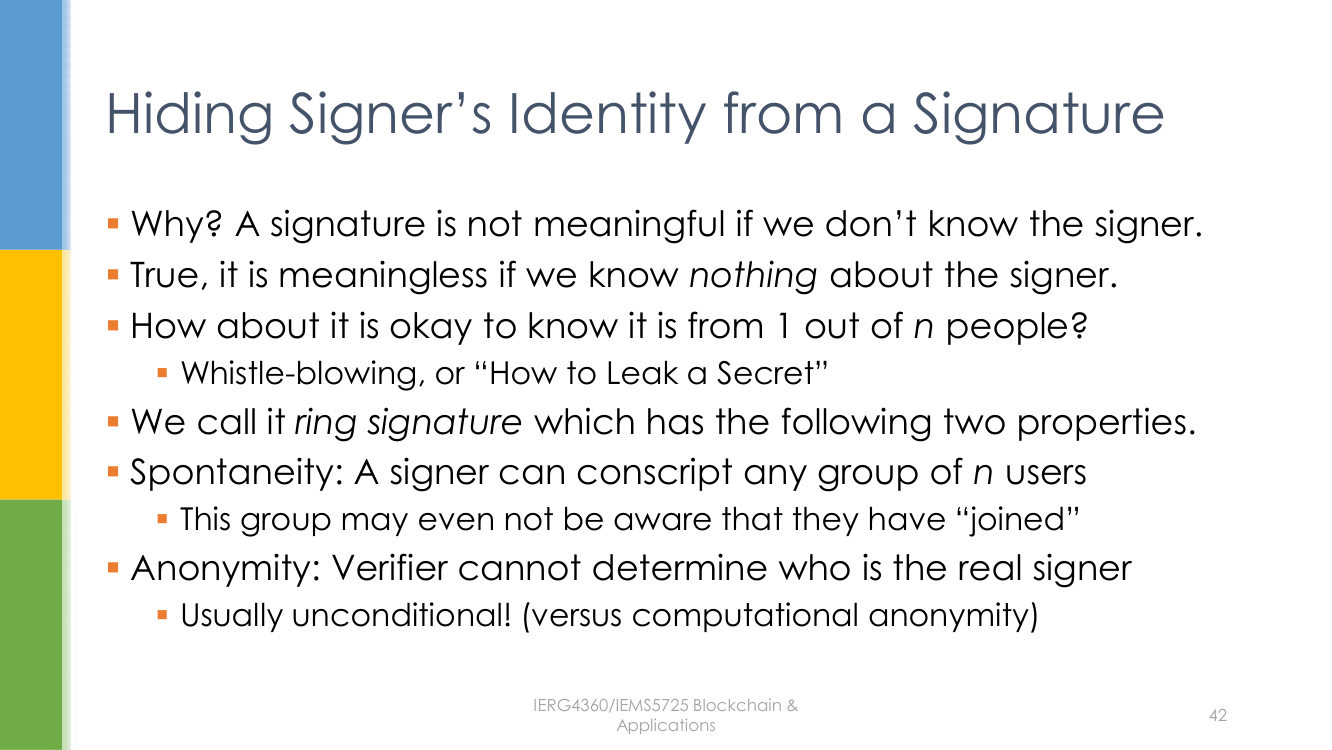 Hiding Signer’s Identity from a Signature
Why? A signature is not meaningful if we don’t know the signer.
True, it is meaningless if we know nothing about the signer.
How about it is okay to know it is from 1 out of n people?
Whistle-blowing, or “How to Leak a Secret”
We call it ring signature which has the following two properties.
Spontaneity: A signer can conscript any group of n users
This group may even not be aware that they have “joined”
Anonymity: Verifier cannot determine who is the real signer
Usually unconditional! (versus computational anonymity)
IERG4360/IEMS5725 Blockchain &
Applications
42